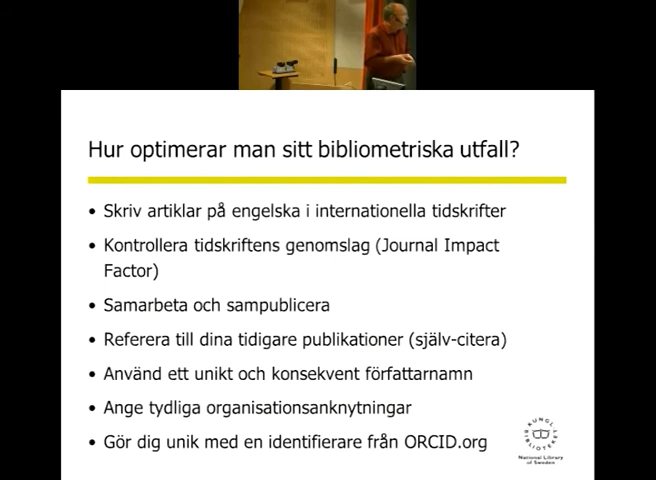 Hur optimerar man sitt bibliometriska utfall?
• Skriv artiklar på engelska i internationella tidskrifter
• Kontrollera tidskriftens genomslag (Journal Impact
Factor)
• Samarbeta och sampublicera
• Referera till dina tidigare publikationer (själv-citera)
• Använd ett unikt och konsekvent författarnamn
• Ange tydliga organisationsanknytningar
• Gör dig unik med en identifierare från ORCID.org
KUNGL.
BIBLIOTEKET
National Library
of Sweden